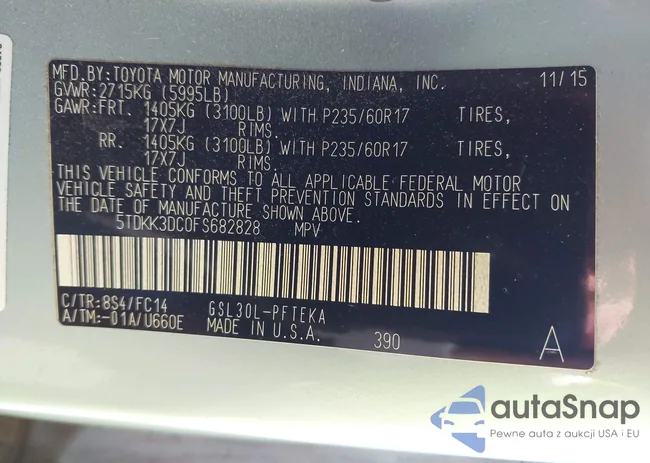 MFD.BY:TOYOTA MOTOR MANUFACTURING, INDIANA, INC. 11/15
GVWR:2715KG (5995LB)
GAWR:FRT. 1405KG (3100LB) WITH P235/60R17 TIRES,
17X7J RIMS.
RR. 1405KG (3100LB) WITH P235/60R17 TIRES,
17X7J RIMS.
THIS VEHICLE CONFORMS TO ALL APPLICABLE FEDERAL MOTOR
VEHICLE SAFETY AND THEFT PREVENTION STANDARDS IN EFFECT ON
THE DATE OF MANUFACTURE SHOWN ABOVE.
5TDKK3DC0FS682828 MPV
C/TR:8S4/FC14 GSL30L-PFTEKA
A/TM:-01A/U660E MADE IN U.S.A. 390 A
autaSnap
Pewne auta z aukcji USA i EU